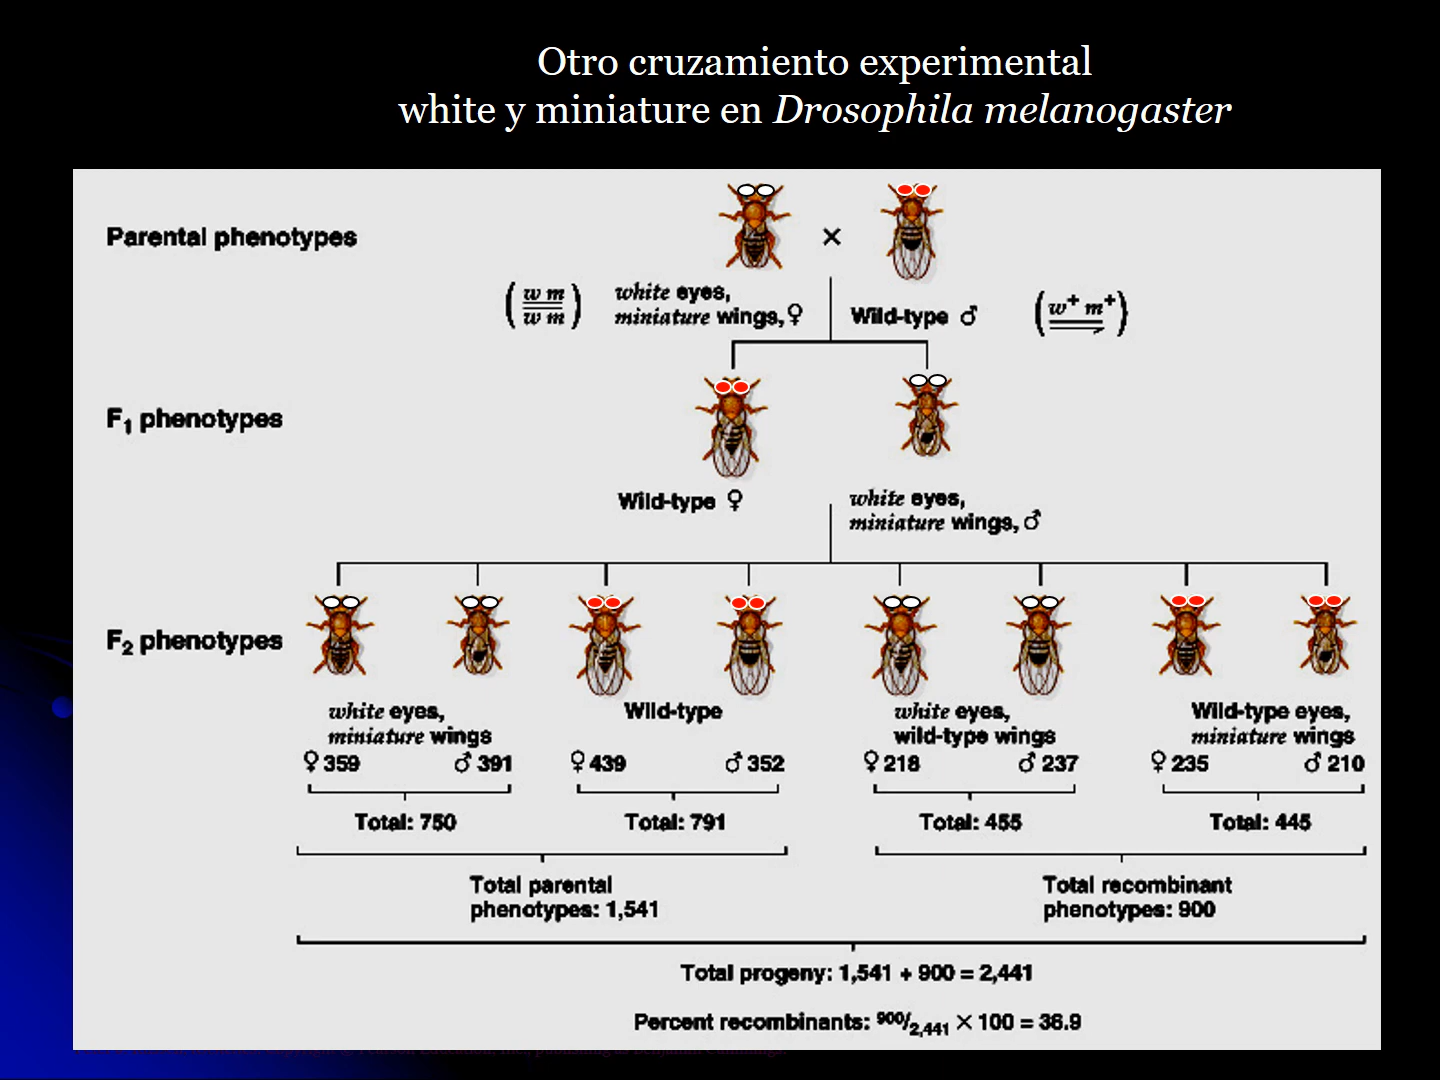 Otro cruzamiento experimental
white y miniature en Drosophila melanogaster
Parental phenotypes
×
( w m / w m )
white eyes,
miniature wings, ♀
Wild-type ♂
( w⁺ m⁺ )
F₁ phenotypes
Wild-type ♀
white eyes,
miniature wings, ♂
F₂ phenotypes
white eyes,
miniature wings
♀ 359 ♂ 391
Total: 750
Wild-type
♀ 439 ♂ 352
Total: 791
white eyes,
wild-type wings
♀ 218 ♂ 237
Total: 455
Wild-type eyes,
miniature wings
♀ 235 ♂ 210
Total: 445
Total parental
phenotypes: 1,541
Total recombinant
phenotypes: 900
Total progeny: 1,541 + 900 = 2,441
Percent recombinants: 900/2,441 × 100 = 36.9